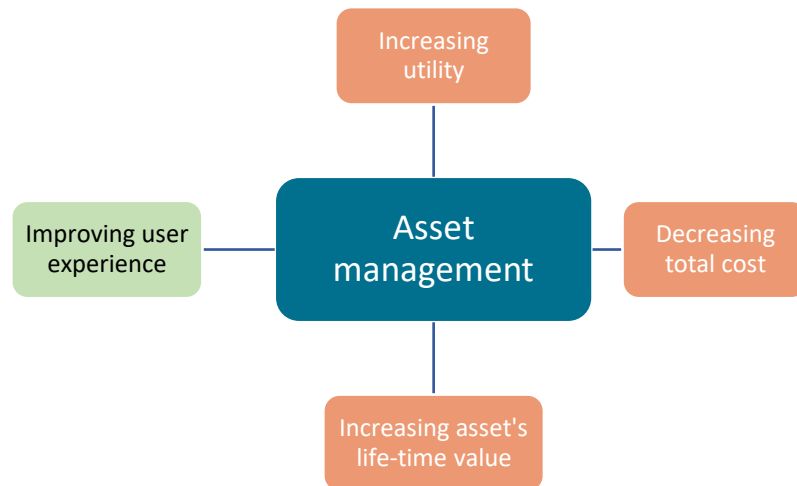 Increasing
utility
Improving user
experience
Asset
management
Decreasing
total cost
Increasing asset's
life-time value